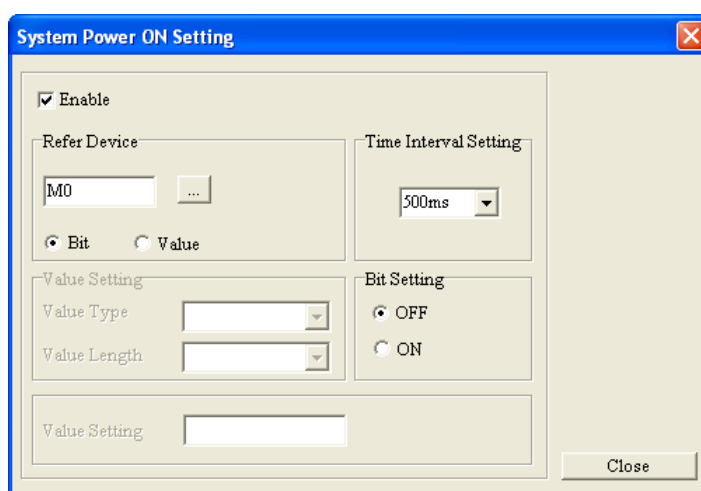 System Power ON Setting
Enable
Refer Device
M0
...
Bit
Value
Time Interval Setting
500ms
Value Setting
Value Type
Value Length
Bit Setting
OFF
ON
Value Setting
Close